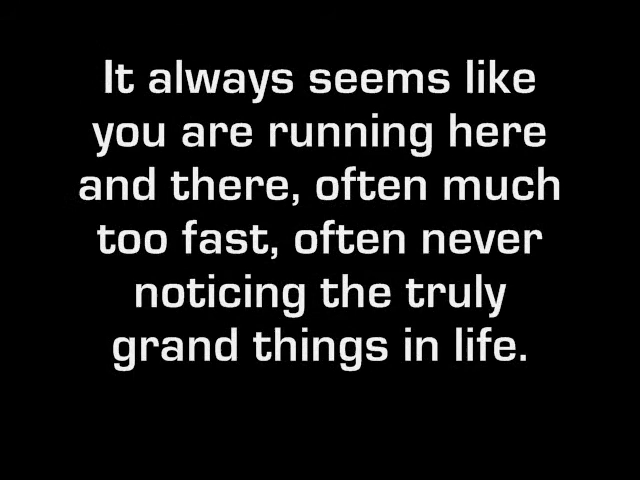 It always seems like
you are running here
and there, often much
too fast, often never
noticing the truly
grand things in life.